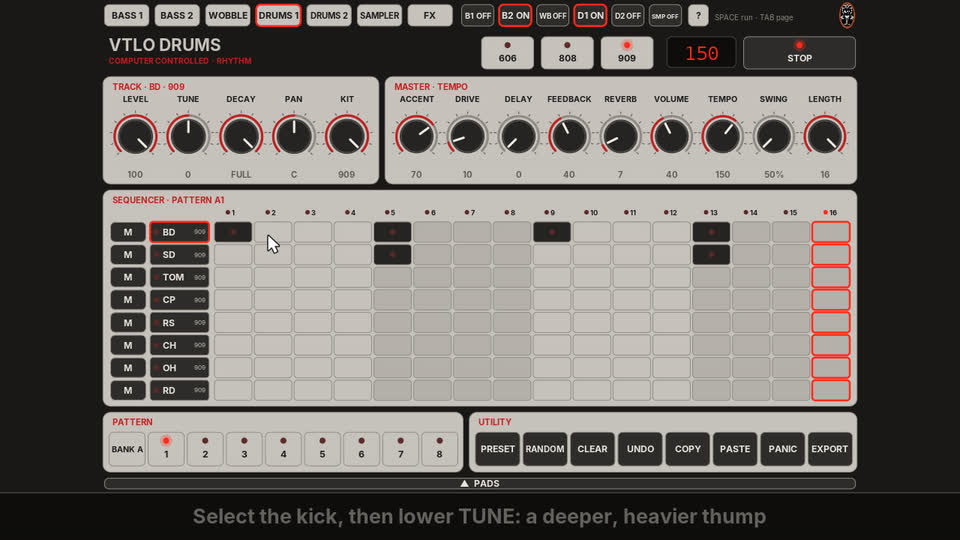 BASS 1 BASS 2 WOBBLE DRUMS 1 DRUMS 2 SAMPLER FX B1 OFF B2 ON WB OFF D1 ON D2 OFF SMP OFF ? SPACE run · TAB page
VTLO DRUMS
COMPUTER CONTROLLED · RHYTHM
606 808 909 150 STOP
TRACK · BD · 909
LEVEL TUNE DECAY PAN KIT
100 0 FULL C 909
MASTER · TEMPO
ACCENT DRIVE DELAY FEEDBACK REVERB VOLUME TEMPO SWING LENGTH
70 10 0 40 7 40 150 50% 16
SEQUENCER · PATTERN A1
1 2 3 4 5 6 7 8 9 10 11 12 13 14 15 16
M BD 909
M SD 909
M TOM 909
M CP 909
M RS 909
M CH 909
M OH 909
M RD 909
PATTERN
BANK A 1 2 3 4 5 6 7 8
UTILITY
PRESET RANDOM CLEAR UNDO COPY PASTE PANIC EXPORT
▲ PADS
Select the kick, then lower TUNE: a deeper, heavier thump